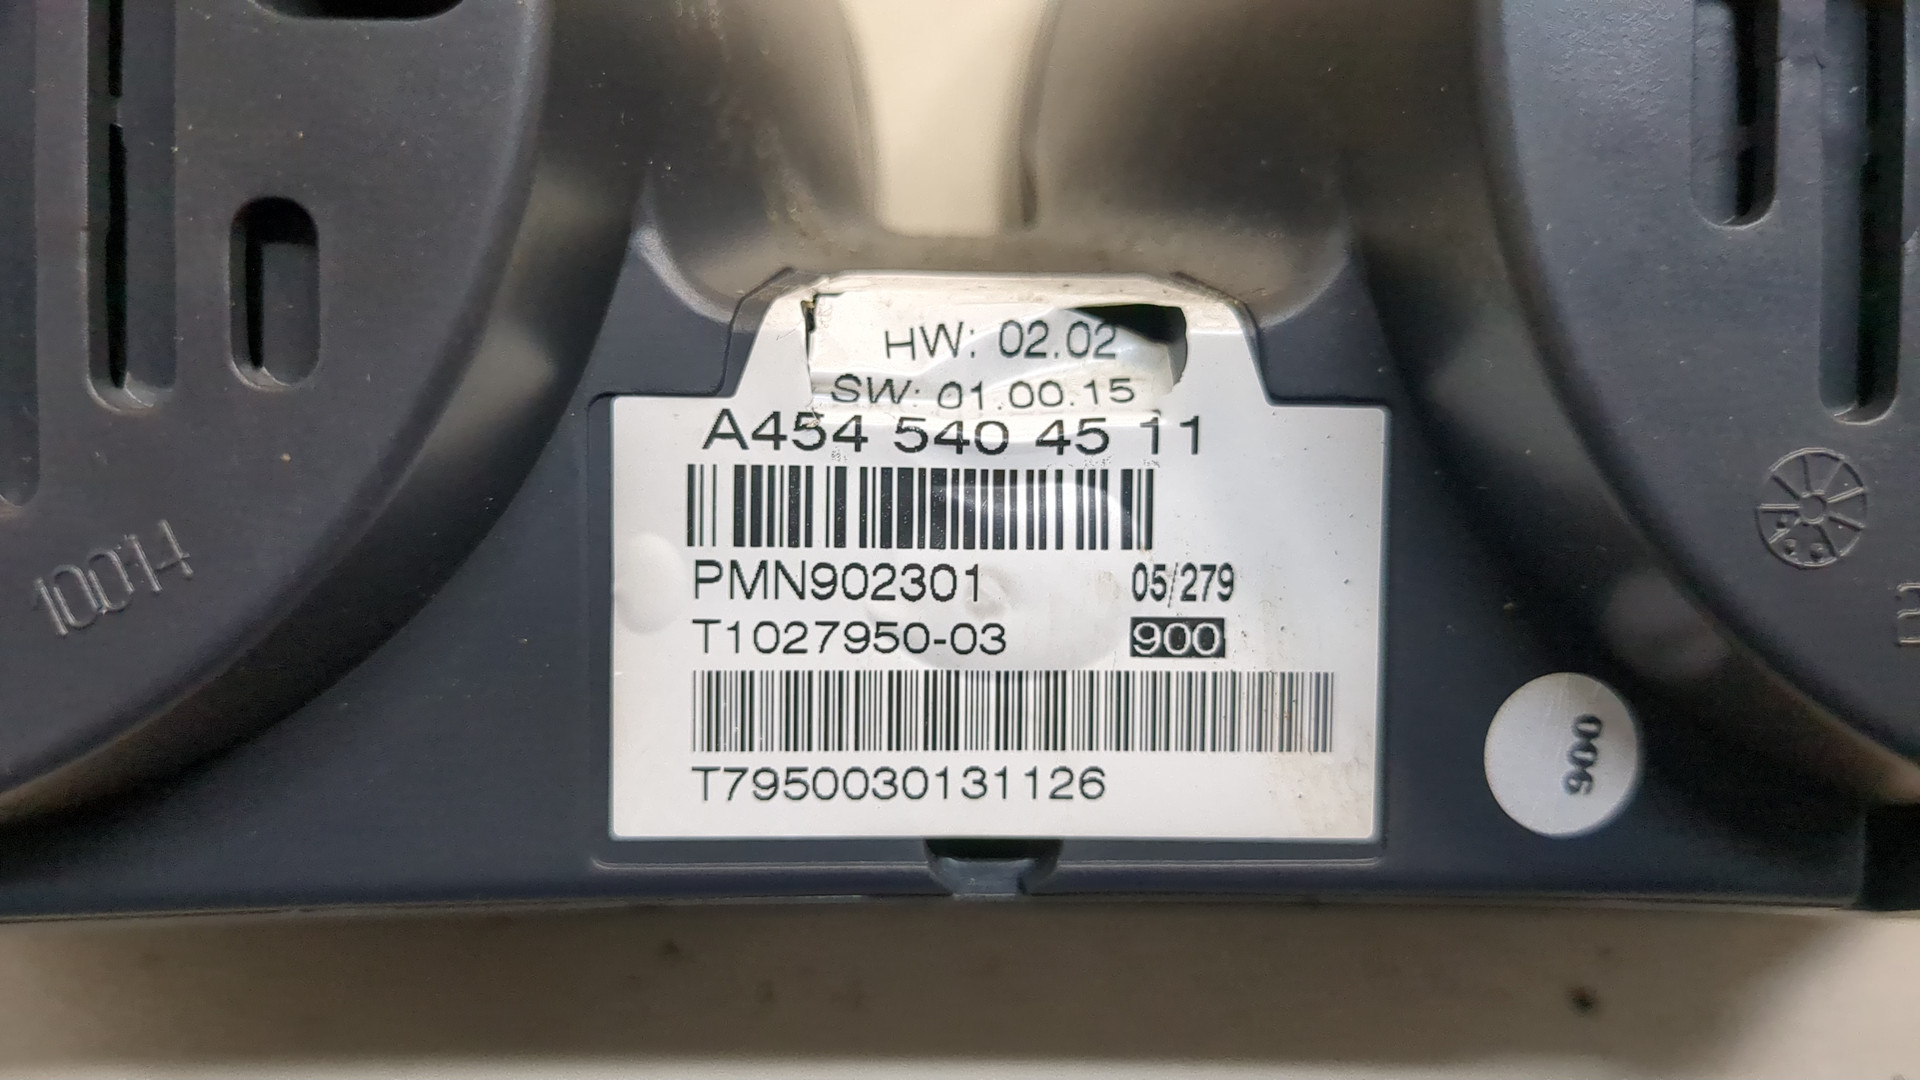 HW: 02.02
SW: 01.00.15
A454 540 45 11
PMN902301 05/279
T1027950-03 900
T7950030131126
10014
900